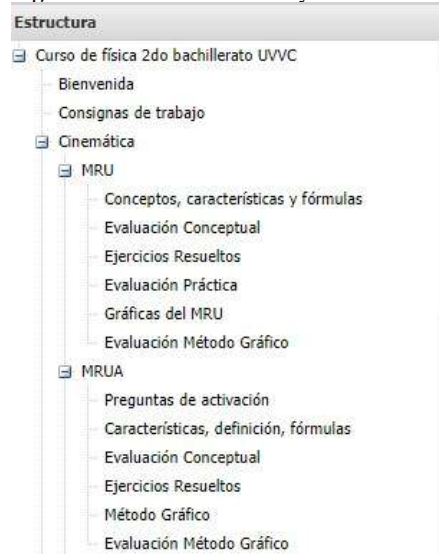 Estructura
Curso de física 2do bachillerato UVVC
Bienvenida
Consignas de trabajo
Cinemática
MRU
Conceptos, características y fórmulas
Evaluación Conceptual
Ejercicios Resueltos
Evaluación Práctica
Gráficas del MRU
Evaluación Método Gráfico
MRUA
Preguntas de activación
Características, definición, fórmulas
Evaluación Conceptual
Ejercicios Resueltos
Método Gráfico
Evaluación Método Gráfico